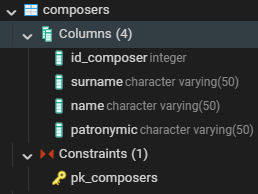 composers
Columns (4)
id_composer integer
surname character varying(50)
name character varying(50)
patronymic character varying(50)
Constraints (1)
pk_composers